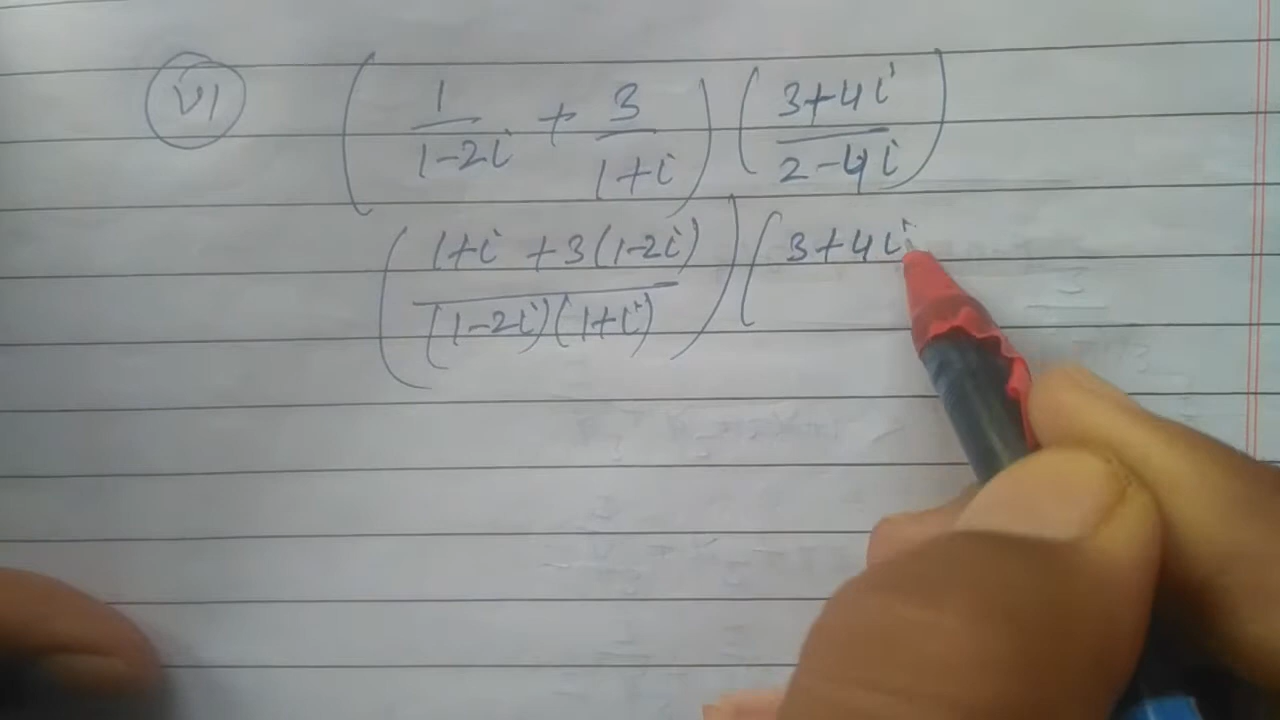 VI (1/(1-2i) + 3/(1+i)) ((3+4i)/(2-4i))
((1+i +3(1-2i))/((1-2i)(1+i))) (3+4i